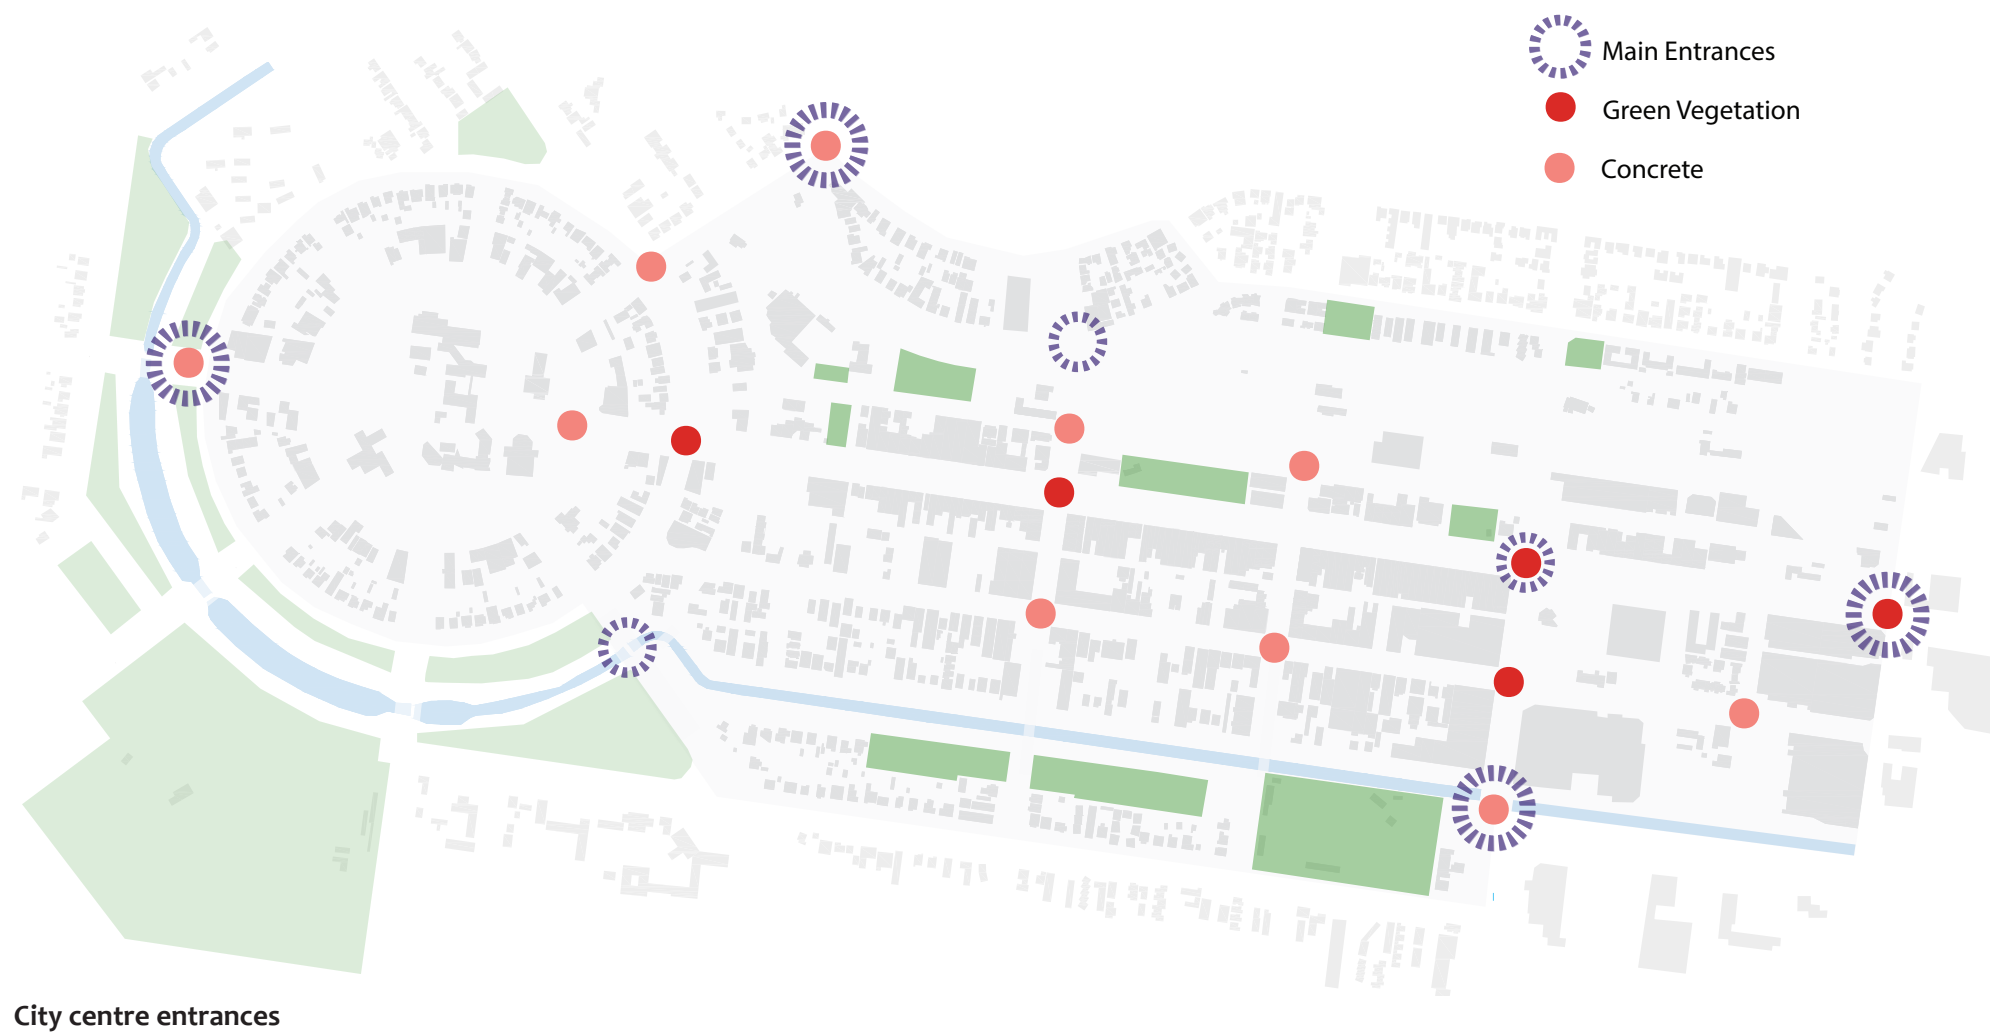 Main Entrances
Green Vegetation
Concrete
City centre entrances